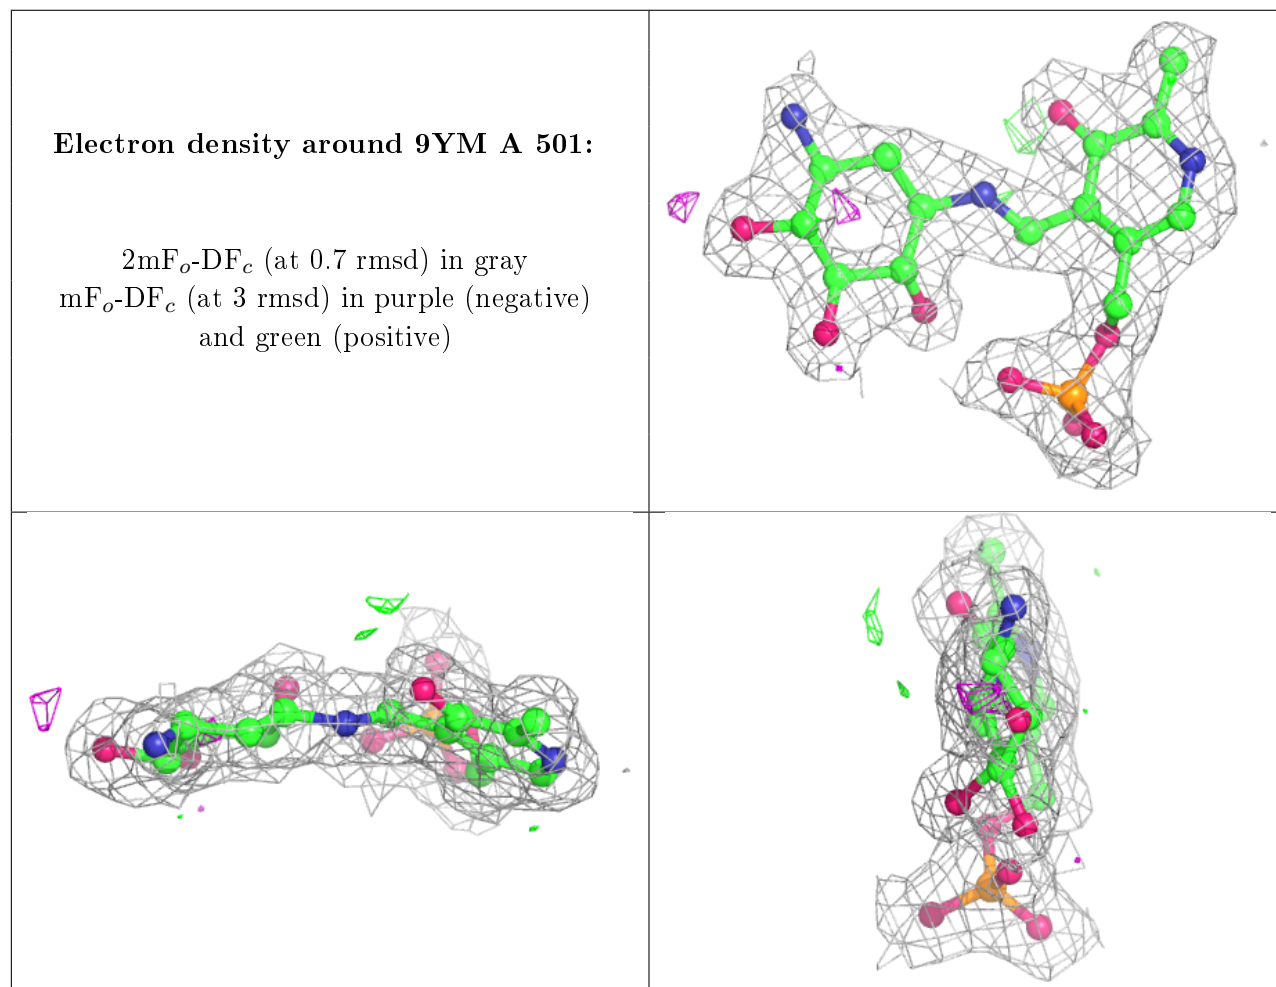 Electron density around 9YM A 501:
2mFo-DFc (at 0.7 rmsd) in gray
mFo-DFc (at 3 rmsd) in purple (negative)
and green (positive)